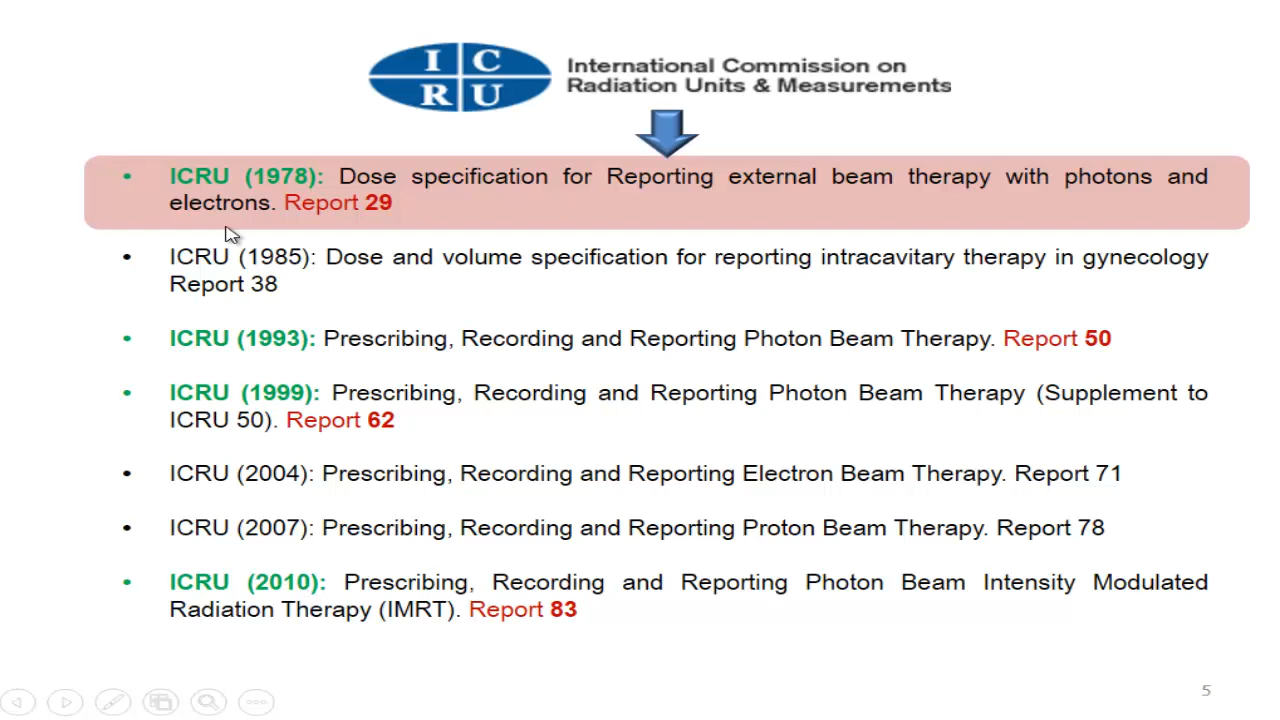 I C
R U
International Commission on
Radiation Units & Measurements
• ICRU (1978): Dose specification for Reporting external beam therapy with photons and
electrons. Report 29
• ICRU (1985): Dose and volume specification for reporting intracavitary therapy in gynecology
Report 38
• ICRU (1993): Prescribing, Recording and Reporting Photon Beam Therapy. Report 50
• ICRU (1999): Prescribing, Recording and Reporting Photon Beam Therapy (Supplement to
ICRU 50). Report 62
• ICRU (2004): Prescribing, Recording and Reporting Electron Beam Therapy. Report 71
• ICRU (2007): Prescribing, Recording and Reporting Proton Beam Therapy. Report 78
• ICRU (2010): Prescribing, Recording and Reporting Photon Beam Intensity Modulated
Radiation Therapy (IMRT). Report 83
5